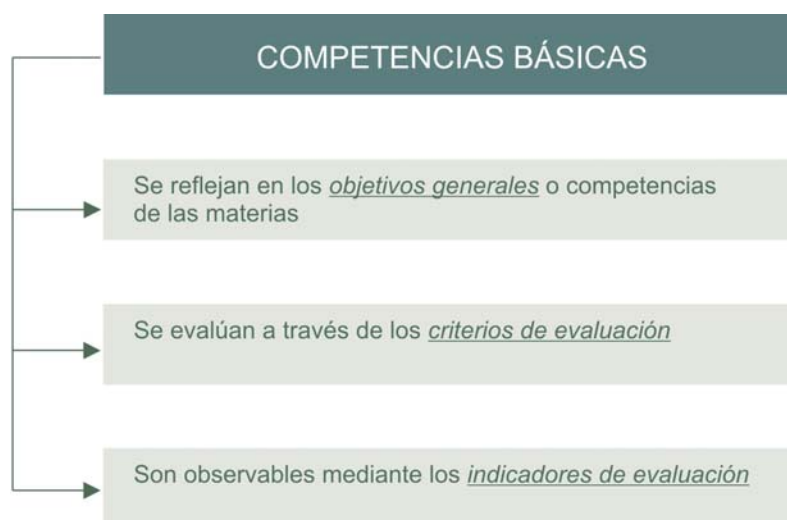 COMPETENCIAS BÁSICAS
Se reflejan en los objetivos generales o competencias
de las materias
Se evalúan a través de los criterios de evaluación
Son observables mediante los indicadores de evaluación